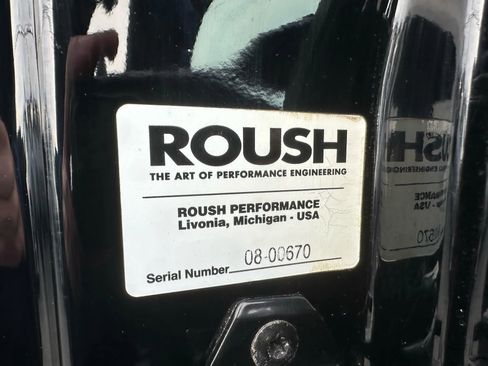 ROUSH
THE ART OF PERFORMANCE ENGINEERING
ROUSH PERFORMANCE
Livonia, Michigan - USA
Serial Number 08-00670